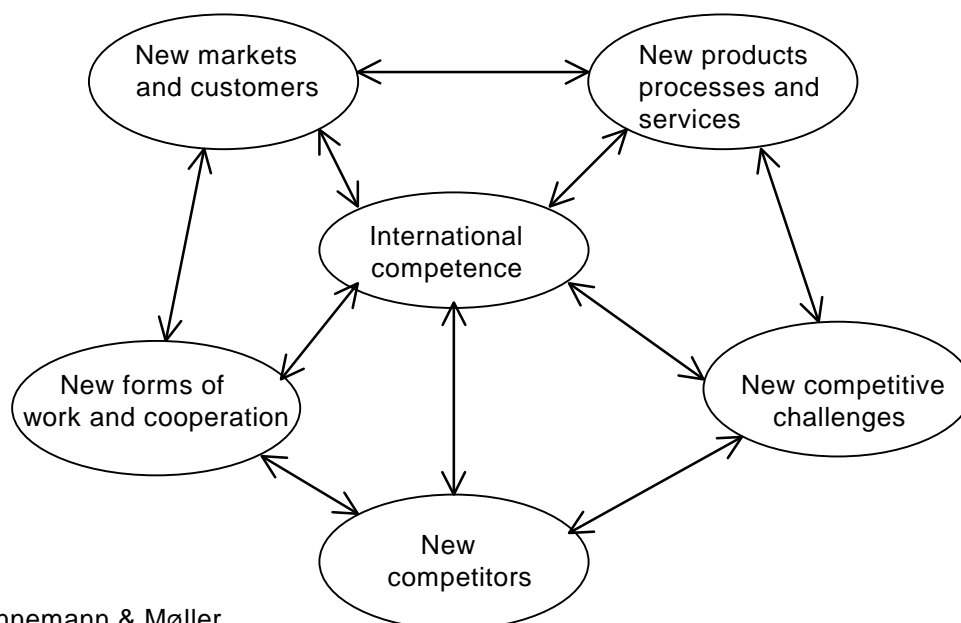 New markets
and customers
New products
processes and
services
International
competence
New forms of
work and cooperation
New competitive
challenges
New
competitors
& Møller